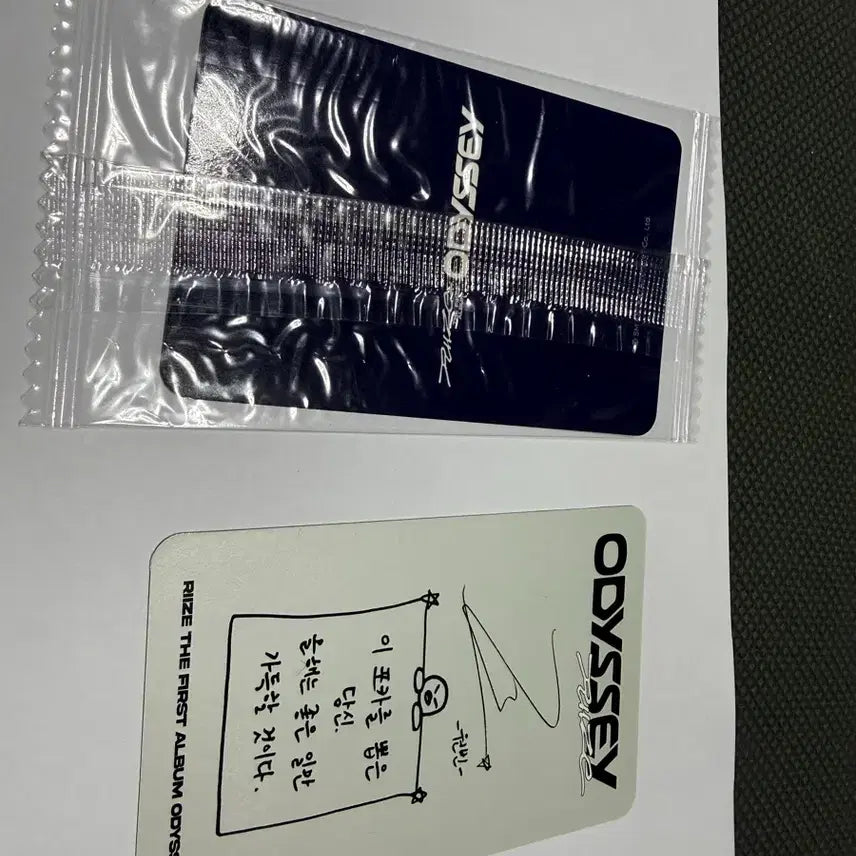 ODYSSEY
RIIZE
ODYSSEY
RIIZE
-원빈-
이 포카를 뽑은
당신.
올해는 좋은 일만
가득할 것이다.
RIIZE THE FIRST ALBUM ODYSS